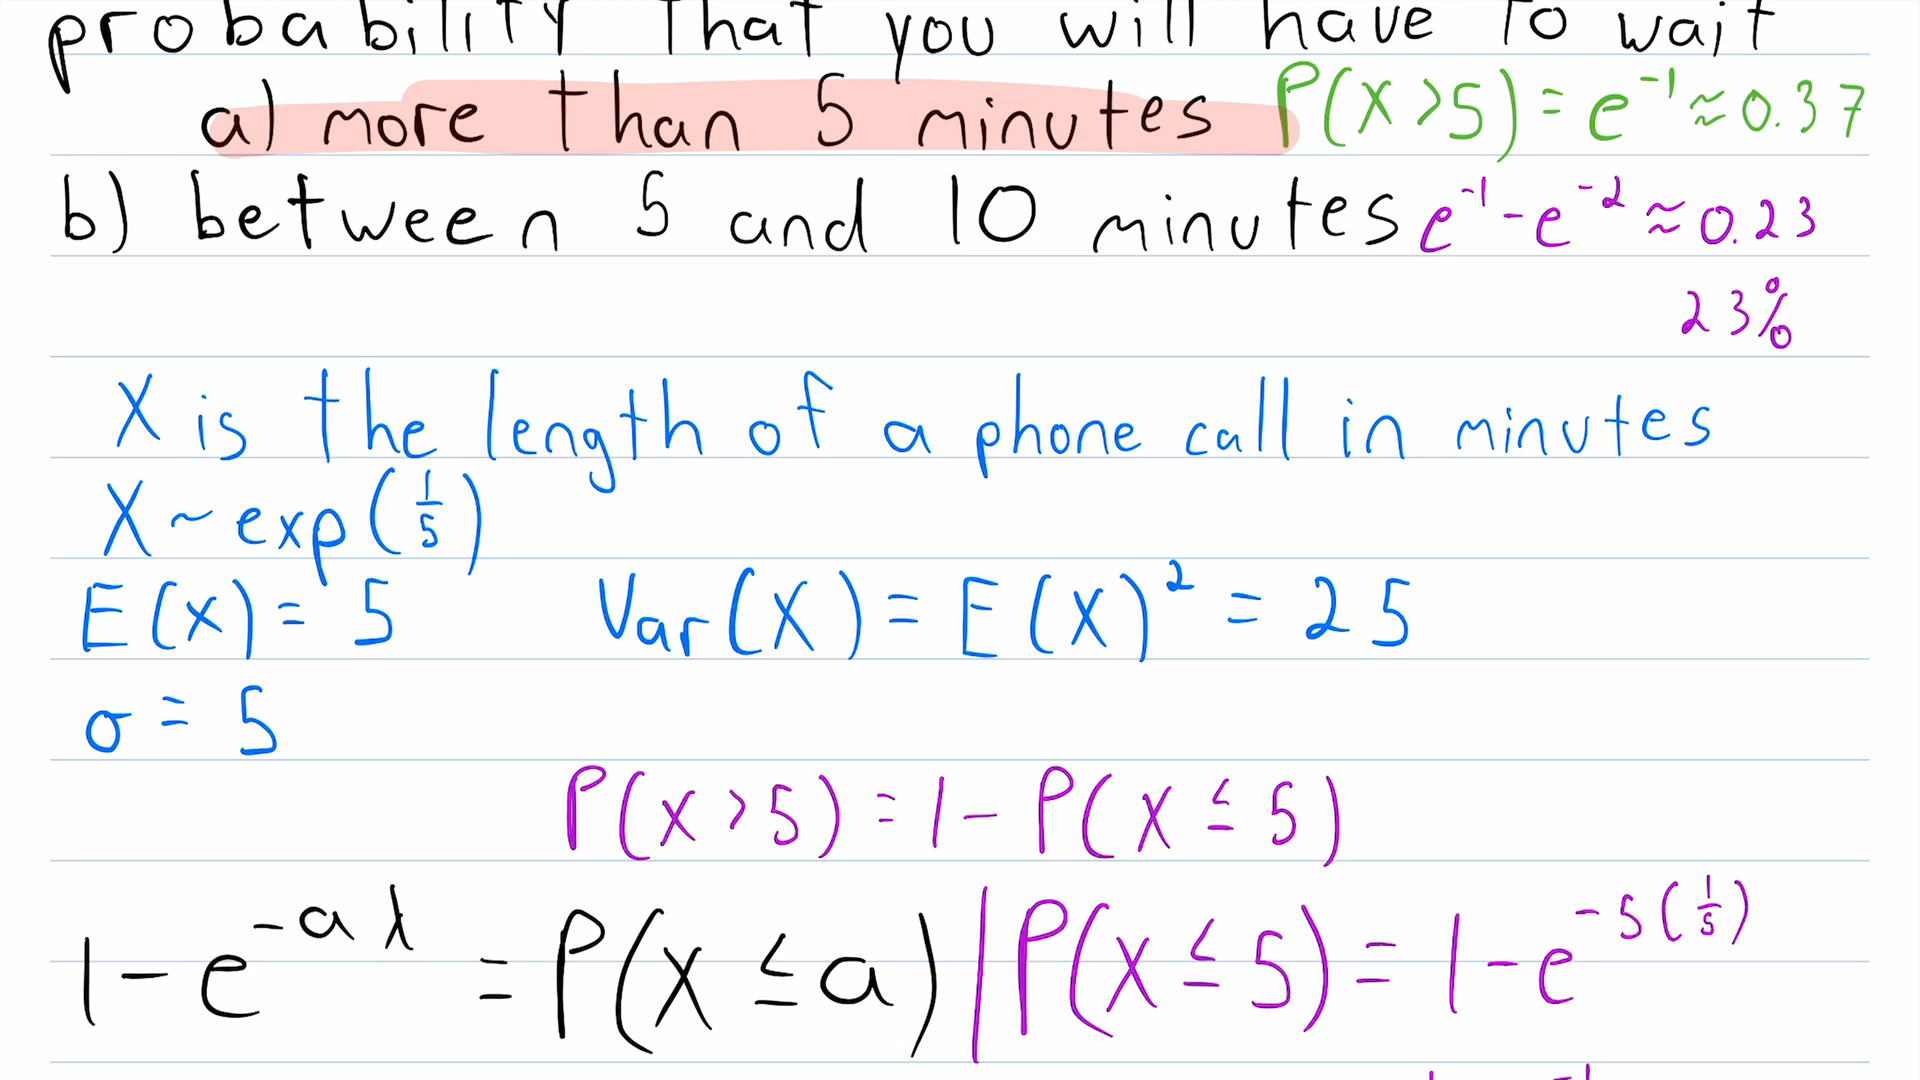 probability that you will have to wait
a) more than 5 minutes P(X>5)=e⁻¹≈0.37
b) between 5 and 10 minutes e⁻¹-e⁻²≈0.23
23%
X is the length of a phone call in minutes
X~exp(1/5)
E(X)=5 Var(X)=E(X)²=25
σ=5
P(X>5)=1-P(X≤5)
1-e^(-aλ)=P(X≤a)|P(X≤5)=1-e^(-5(1/5))